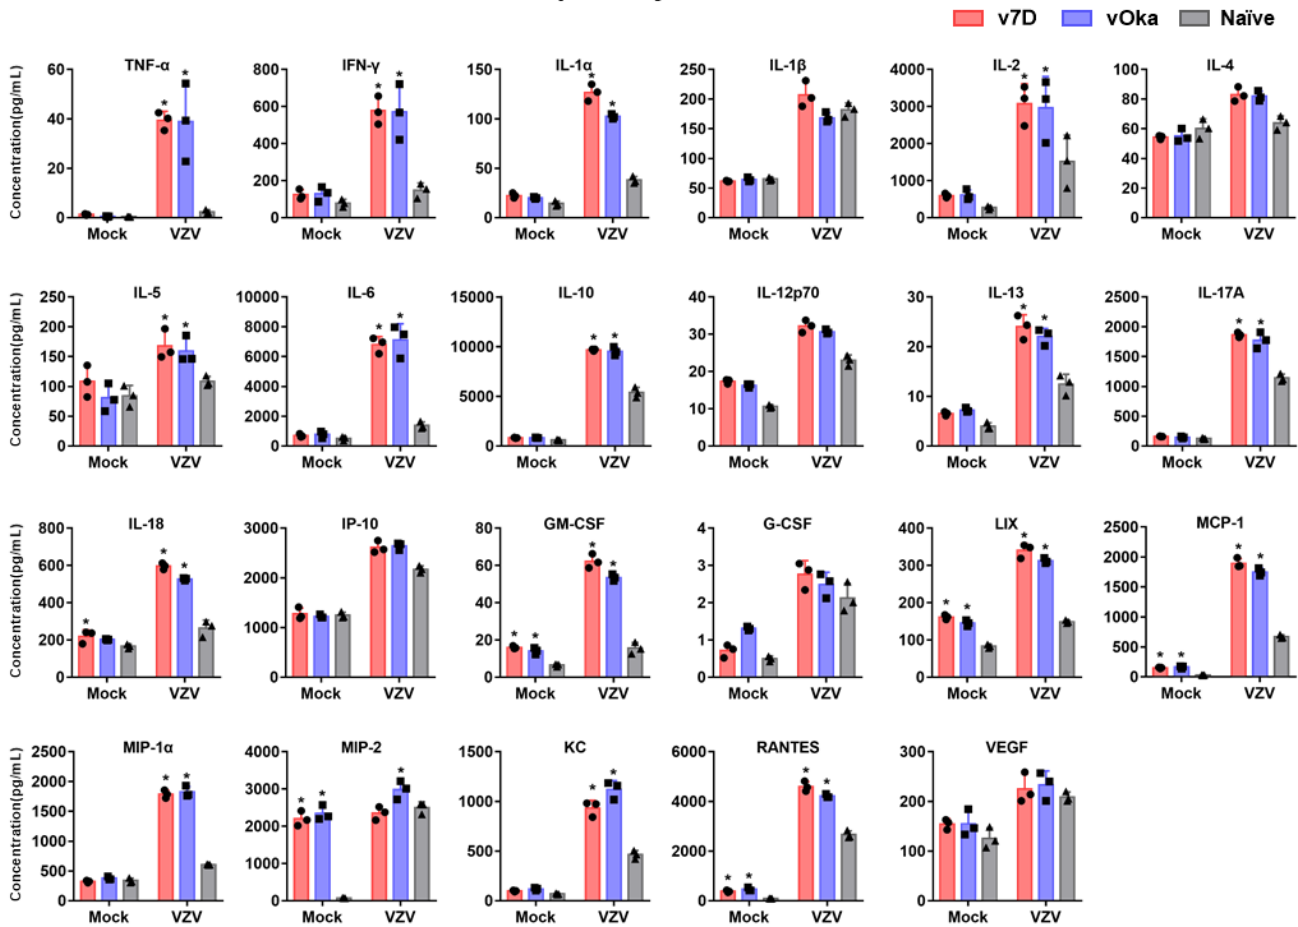 v7D vOka Naïve
TNF-α IFN-γ IL-1α IL-1β IL-2 IL-4
Concentration(pg/mL)
60 800 150 250 4000 100
40 600 100 200 3000 80
20 400 50 150 2000 60
0 200 0 100 1000 40
0 50 0 20
0 0
Mock VZV Mock VZV Mock VZV Mock VZV Mock VZV Mock VZV
* * * * * * * *
IL-5 IL-6 IL-10 IL-12p70 IL-13 IL-17A
Concentration(pg/mL)
250 10000 15000 40 30 2500
200 8000 10000 30 20 2000
150 6000 5000 20 10 1500
100 4000 0 10 0 1000
50 2000 0 500
0 0 0
Mock VZV Mock VZV Mock VZV Mock VZV Mock VZV Mock VZV
* * * * * * * * * *
IL-18 IP-10 GM-CSF G-CSF LIX MCP-1
Concentration(pg/mL)
800 3000 80 4 400 2500
600 2000 60 3 300 2000
400 1000 40 2 200 1500
200 0 20 1 100 1000
0 0 0 0 500
0
Mock VZV Mock VZV Mock VZV Mock VZV Mock VZV Mock VZV
* * * * * * * * * * * * * * *
MIP-1α MIP-2 KC RANTES VEGF
Concentration(pg/mL)
2500 4000 1500 6000 300
2000 3000 1000 4000 200
1500 2000 500 2000 100
1000 1000 0 0 0
500 0
0
Mock VZV Mock VZV Mock VZV Mock VZV Mock VZV
* * * * * * * * * * *